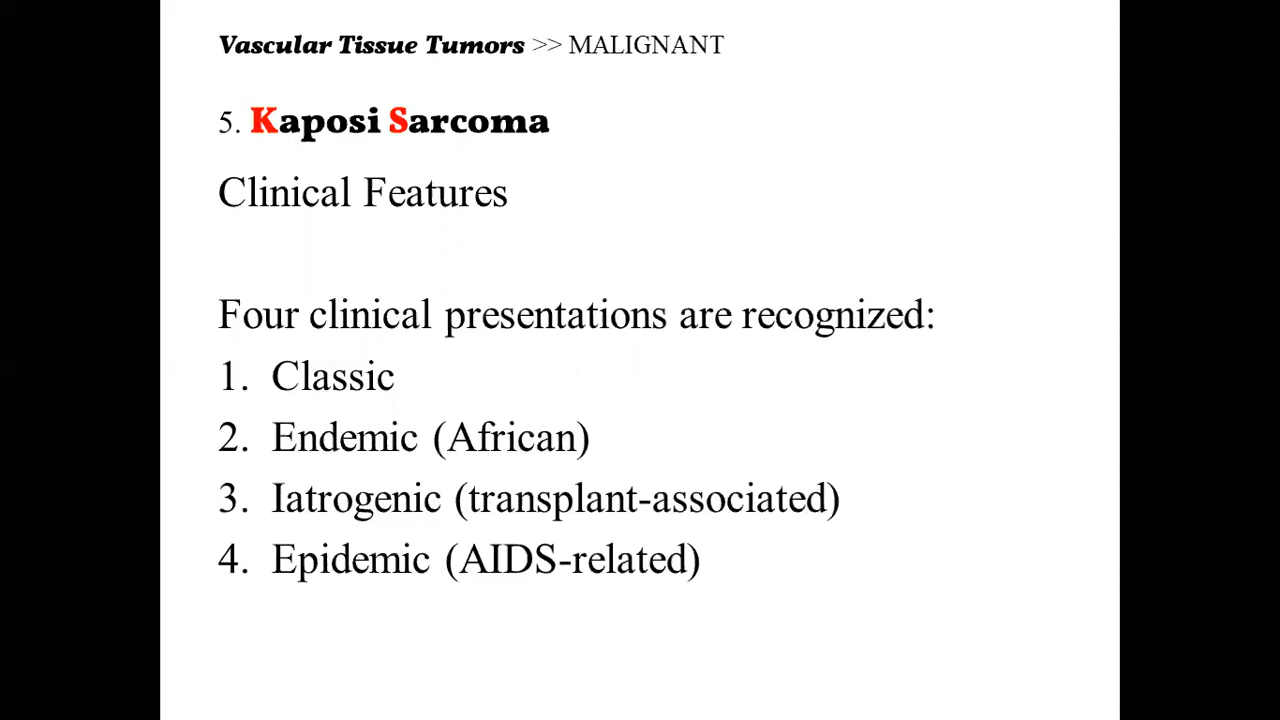 Vascular Tissue Tumors >> MALIGNANT
5. Kaposi Sarcoma
Clinical Features
Four clinical presentations are recognized:
1. Classic
2. Endemic (African)
3. Iatrogenic (transplant-associated)
4. Epidemic (AIDS-related)